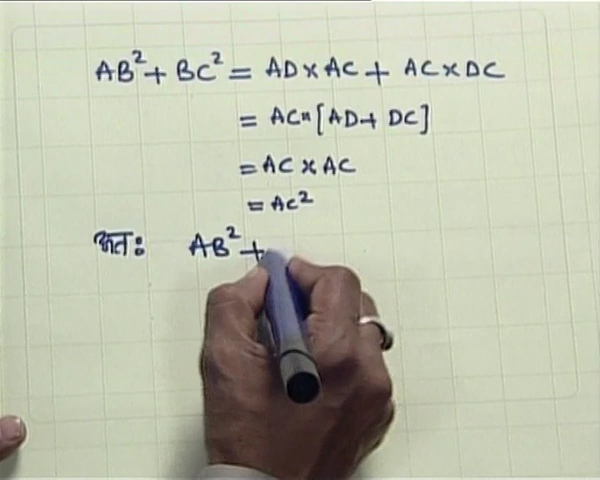 AB²+ BC² = AD×AC + AC×DC
= AC×[AD+ DC]
= AC × AC
= AC²
अतः AB²+